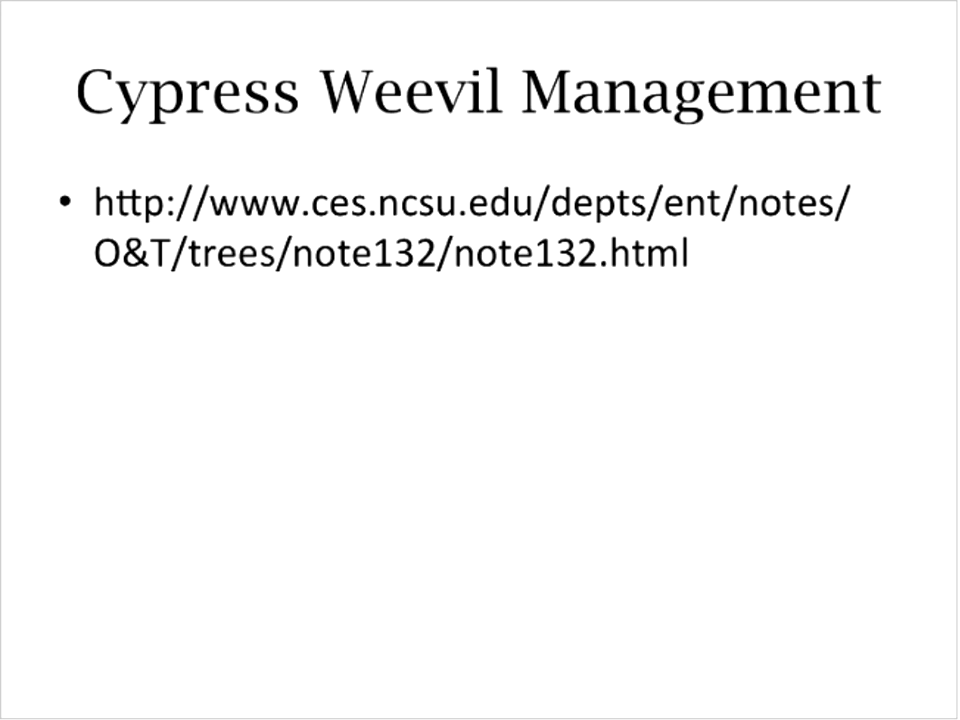 Cypress Weevil Management
• http://www.ces.ncsu.edu/depts/ent/notes/
O&T/trees/note132/note132.html